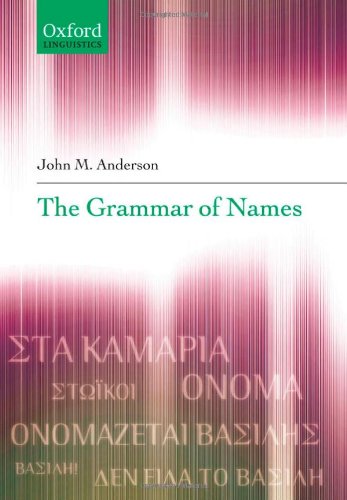 Oxford
LINGUISTICS
John M. Anderson
The Grammar of Names
ΣΤΑ ΚΑΜΑΡΙΑ
ΣΤΩΪΚΟΙ ΟΝΟΜΑ
ΟΝΟΜΑΖΕΤΑΙ ΒΑΣΙΛΗΣ
ΒΑΣΙΛΗ! ΔΕΝ ΕΙΔΑ ΤΟ ΒΑΣΙΛΗ